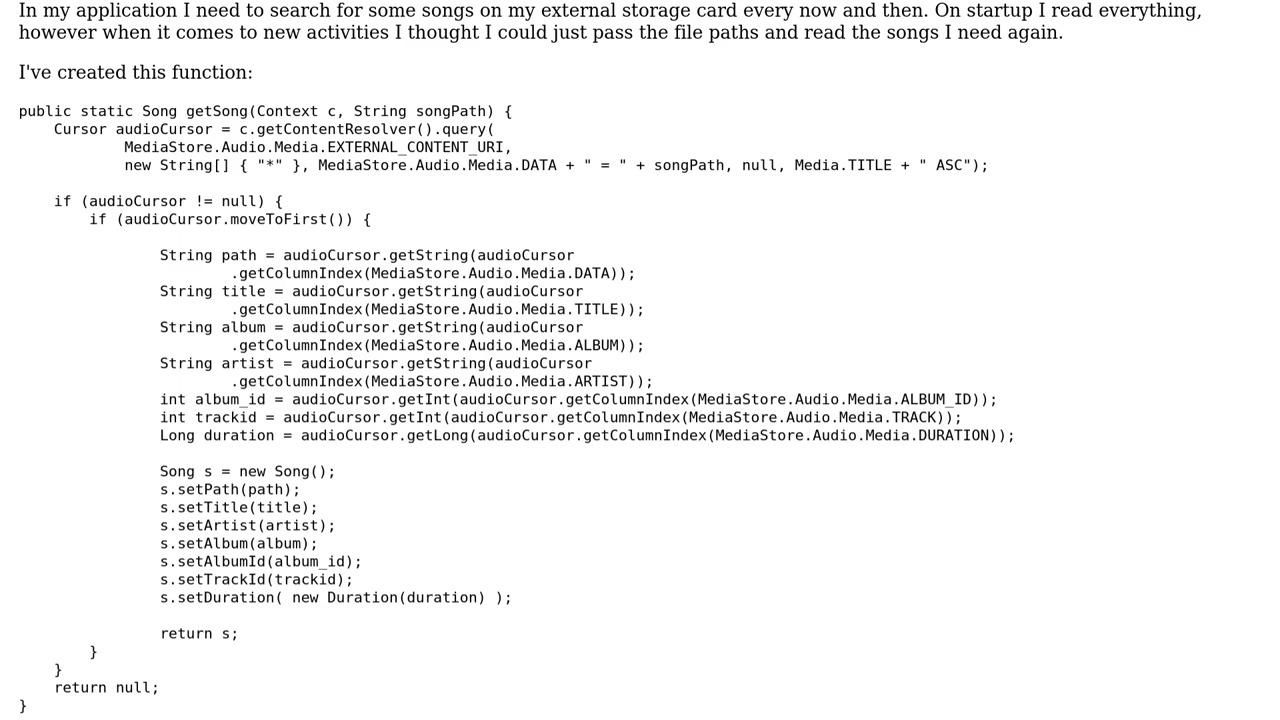 In my application I need to search for some songs on my external storage card every now and then. On startup I read everything,
however when it comes to new activities I thought I could just pass the file paths and read the songs I need again.
I've created this function:
public static Song getSong(Context c, String songPath) {
    Cursor audioCursor = c.getContentResolver().query(
            MediaStore.Audio.Media.EXTERNAL_CONTENT_URI,
            new String[] { "*" }, MediaStore.Audio.Media.DATA + " = " + songPath, null, Media.TITLE + " ASC");
    if (audioCursor != null) {
        if (audioCursor.moveToFirst()) {
                String path = audioCursor.getString(audioCursor
                        .getColumnIndex(MediaStore.Audio.Media.DATA));
                String title = audioCursor.getString(audioCursor
                        .getColumnIndex(MediaStore.Audio.Media.TITLE));
                String album = audioCursor.getString(audioCursor
                        .getColumnIndex(MediaStore.Audio.Media.ALBUM));
                String artist = audioCursor.getString(audioCursor
                        .getColumnIndex(MediaStore.Audio.Media.ARTIST));
                int album_id = audioCursor.getInt(audioCursor.getColumnIndex(MediaStore.Audio.Media.ALBUM_ID));
                int trackid = audioCursor.getInt(audioCursor.getColumnIndex(MediaStore.Audio.Media.TRACK));
                Long duration = audioCursor.getLong(audioCursor.getColumnIndex(MediaStore.Audio.Media.DURATION));
                Song s = new Song();
                s.setPath(path);
                s.setTitle(title);
                s.setArtist(artist);
                s.setAlbum(album);
                s.setAlbumId(album_id);
                s.setTrackId(trackid);
                s.setDuration( new Duration(duration) );
                return s;
        }
    }
    return null;
}